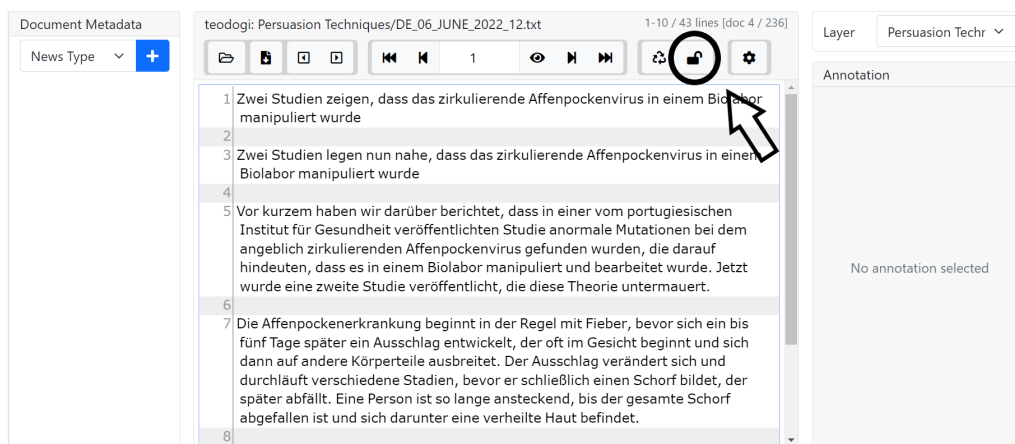 Document Metadata
News Type
teodogi: Persuasion Techniques/DE_06_JUNE_2022_12.txt
1-10 / 43 lines [doc 4 / 236]
1
1 Zwei Studien zeigen, dass das zirkulierende Affenpockenvirus in einem Biolabor
manipuliert wurde
2
3 Zwei Studien legen nun nahe, dass das zirkulierende Affenpockenvirus in einem
Biolabor manipuliert wurde
4
5 Vor kurzem haben wir darüber berichtet, dass in einer vom portugiesischen
Institut für Gesundheit veröffentlichten Studie anormale Mutationen bei dem
angeblich zirkulierenden Affenpockenvirus gefunden wurden, die darauf
hindeuten, dass es in einem Biolabor manipuliert und bearbeitet wurde. Jetzt
wurde eine zweite Studie veröffentlicht, die diese Theorie untermauert.
6
7 Die Affenpockenerkrankung beginnt in der Regel mit Fieber, bevor sich ein bis
fünf Tage später ein Ausschlag entwickelt, der oft im Gesicht beginnt und sich
dann auf andere Körperteile ausbreitet. Der Ausschlag verändert sich und
durchläuft verschiedene Stadien, bevor er schließlich einen Schorf bildet, der
später abfällt. Eine Person ist so lange ansteckend, bis der gesamte Schorf
abgefallen ist und sich darunter eine verheilte Haut befindet.
8
Layer
Persuasion Techr
Annotation
No annotation selected